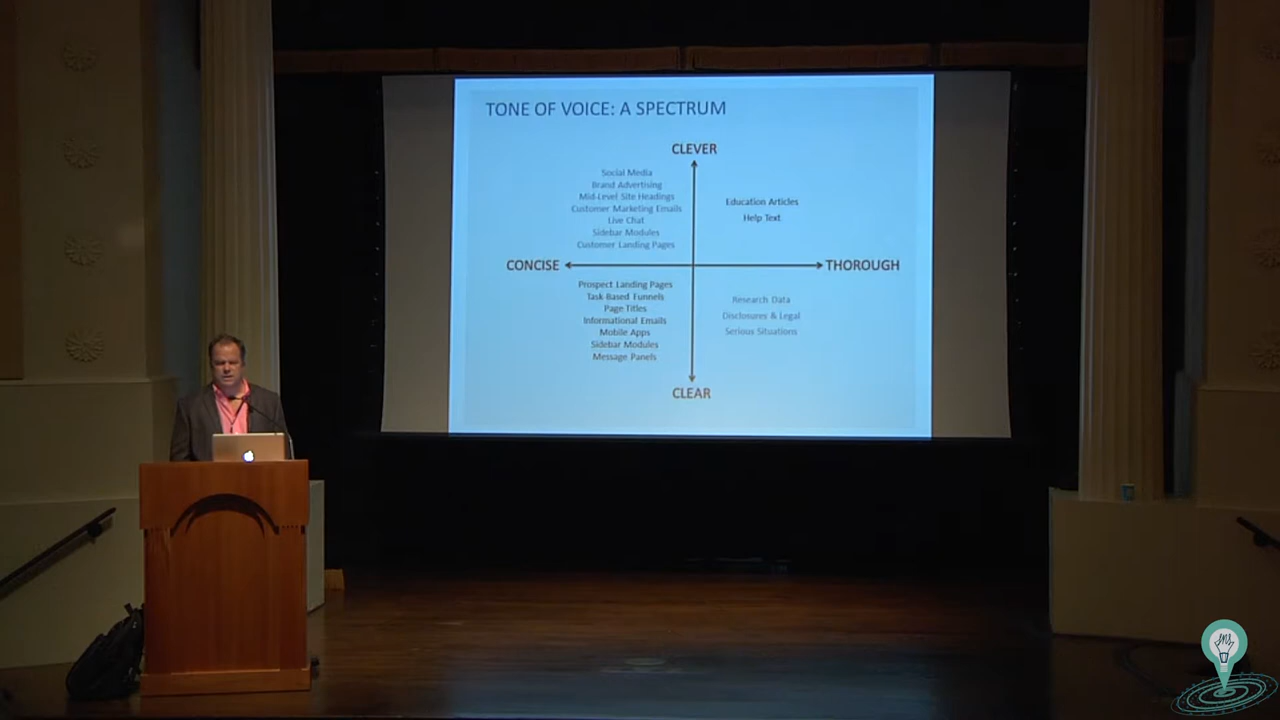 TONE OF VOICE: A SPECTRUM
CLEVER
Social Media
Brand Advertising
Mid-Level Site Headings
Customer Marketing Emails
Live Chat
Sidebar Modules
Customer Landing Pages
Education Articles
Help Text
CONCISE
THOROUGH
Prospect Landing Pages
Task-Based Funnels
Page Titles
Informational Emails
Mobile Apps
Sidebar Modules
Message Panels
Research Data
Disclosures & Legal
Serious Situations
CLEAR